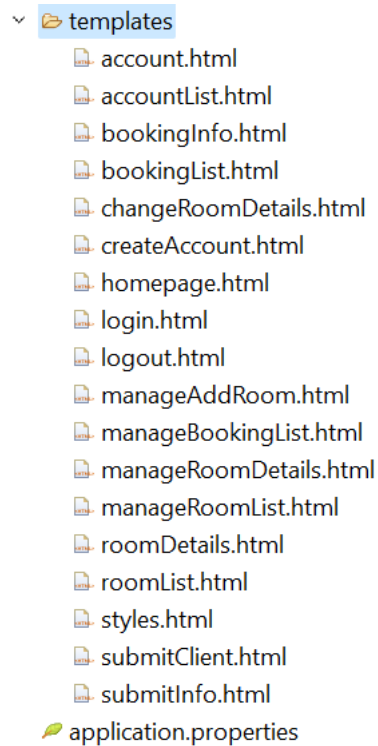 templates
account.html
accountList.html
bookingInfo.html
bookingList.html
changeRoomDetails.html
createAccount.html
homepage.html
login.html
logout.html
manageAddRoom.html
manageBookingList.html
manageRoomDetails.html
manageRoomList.html
roomDetails.html
roomList.html
styles.html
submitClient.html
submitInfo.html
application.properties